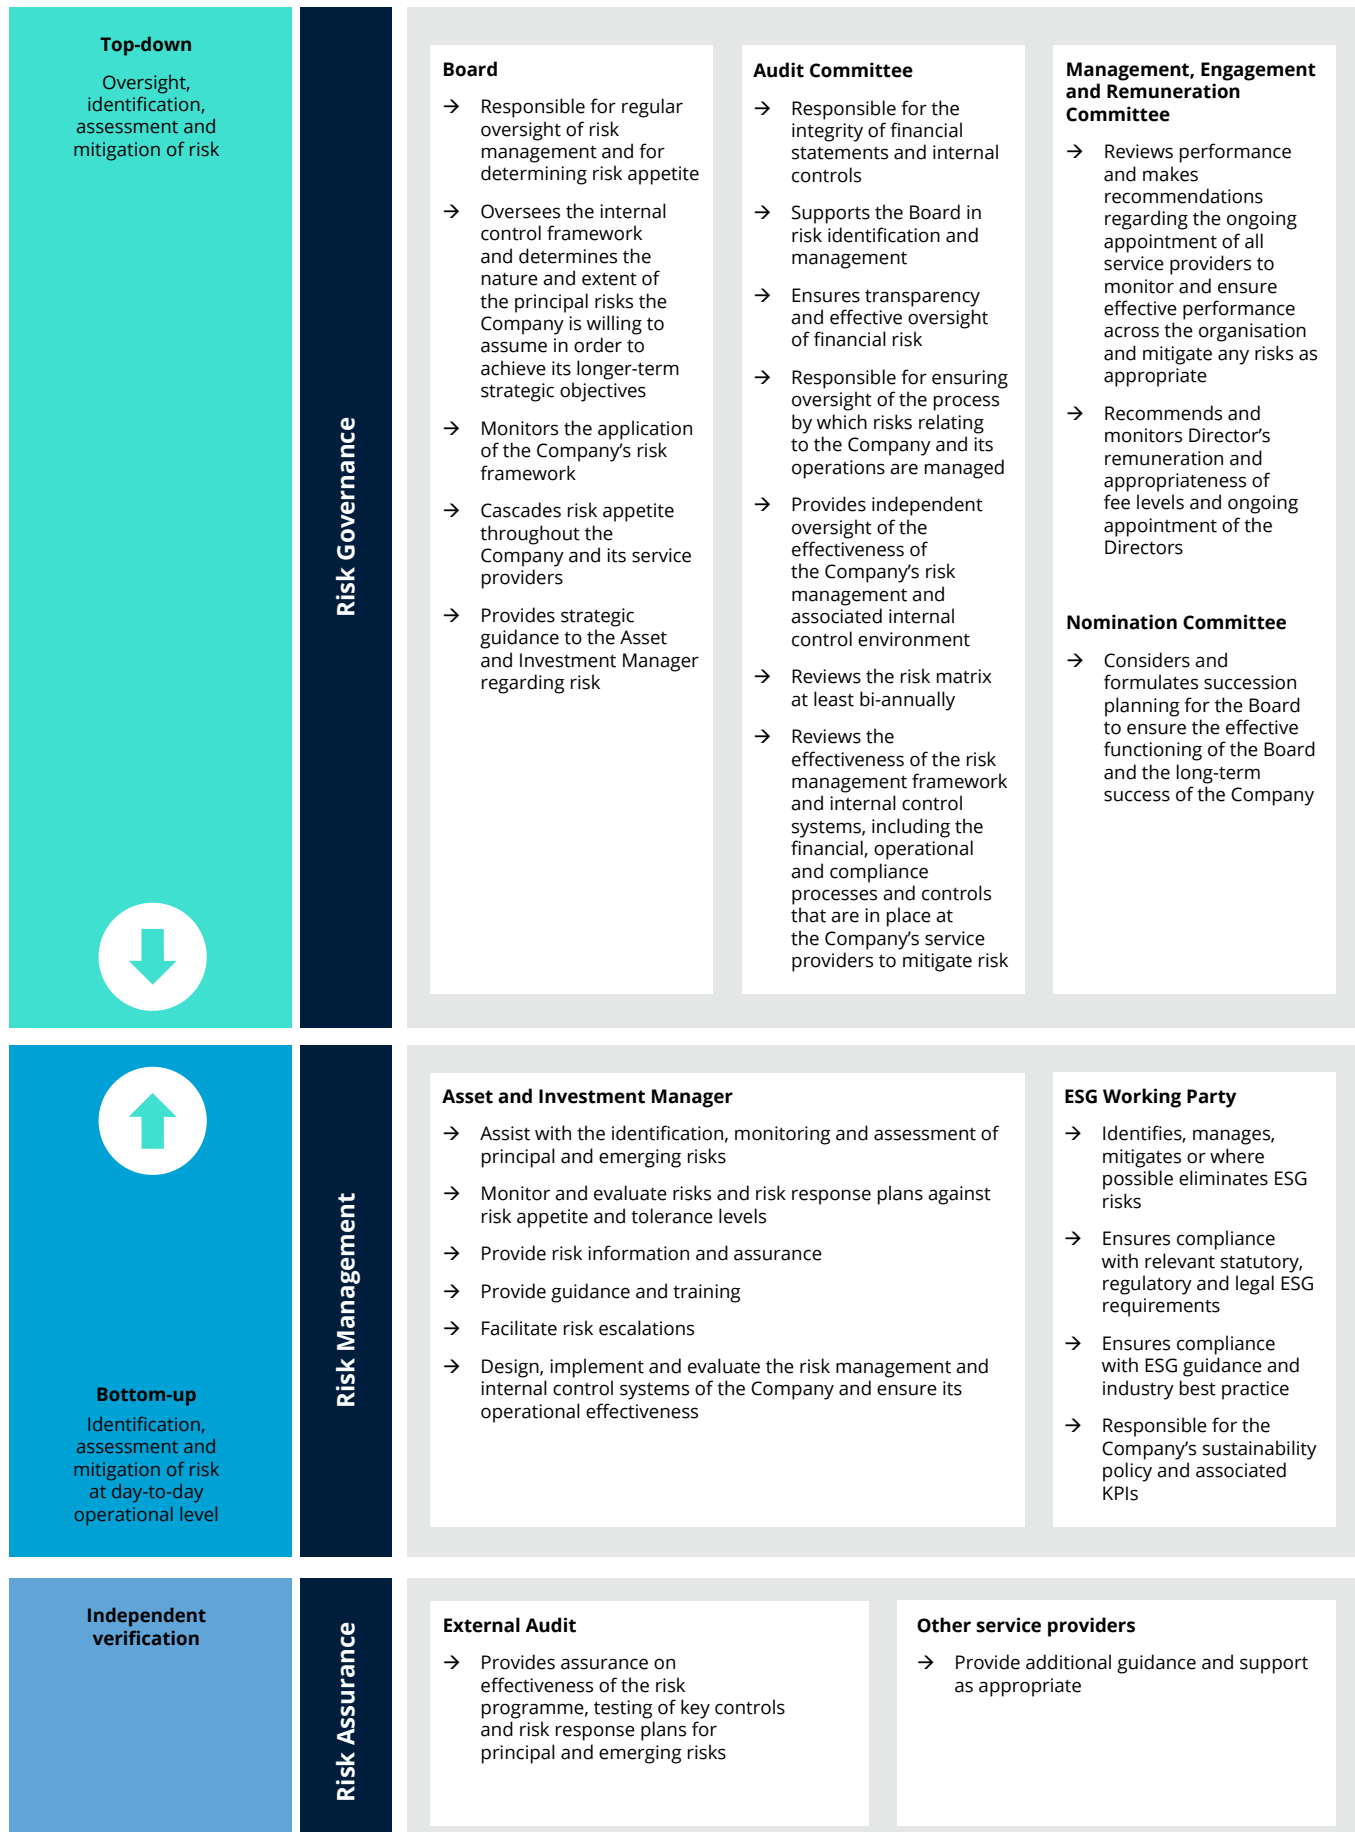 Top-down
Oversight,
identification,
assessment and
mitigation of risk
Risk Governance
Board
→ Responsible for regular
oversight of risk
management and for
determining risk appetite
→ Oversees the internal
control framework
and determines the
nature and extent of
the principal risks the
Company is willing to
assume in order to
achieve its longer-term
strategic objectives
→ Monitors the application
of the Company’s risk
framework
→ Cascades risk appetite
throughout the
Company and its service
providers
→ Provides strategic
guidance to the Asset
and Investment Manager
regarding risk
Audit Committee
→ Responsible for the
integrity of financial
statements and internal
controls
→ Supports the Board in
risk identification and
management
→ Ensures transparency
and effective oversight
of financial risk
→ Responsible for ensuring
oversight of the process
by which risks relating
to the Company and its
operations are managed
→ Provides independent
oversight of the
effectiveness of
the Company’s risk
management and
associated internal
control environment
→ Reviews the risk matrix
at least bi-annually
→ Reviews the
effectiveness of the risk
management framework
and internal control
systems, including the
financial, operational
and compliance
processes and controls
that are in place at
the Company’s service
providers to mitigate risk
Management, Engagement
and Remuneration
Committee
→ Reviews performance
and makes
recommendations
regarding the ongoing
appointment of all
service providers to
monitor and ensure
effective performance
across the organisation
and mitigate any risks as
appropriate
→ Recommends and
monitors Director’s
remuneration and
appropriateness of
fee levels and ongoing
appointment of the
Directors
Nomination Committee
→ Considers and
formulates succession
planning for the Board
to ensure the effective
functioning of the Board
and the long-term
success of the Company
Bottom-up
Identification,
assessment and
mitigation of risk
at day-to-day
operational level
Risk Management
Asset and Investment Manager
→ Assist with the identification, monitoring and assessment of
principal and emerging risks
→ Monitor and evaluate risks and risk response plans against
risk appetite and tolerance levels
→ Provide risk information and assurance
→ Provide guidance and training
→ Facilitate risk escalations
→ Design, implement and evaluate the risk management and
internal control systems of the Company and ensure its
operational effectiveness
ESG Working Party
→ Identifies, manages,
mitigates or where
possible eliminates ESG
risks
→ Ensures compliance
with relevant statutory,
regulatory and legal ESG
requirements
→ Ensures compliance
with ESG guidance and
industry best practice
→ Responsible for the
Company’s sustainability
policy and associated
KPIs
Independent
verification
Risk Assurance
External Audit
→ Provides assurance on
effectiveness of the risk
programme, testing of key controls
and risk response plans for
principal and emerging risks
Other service providers
→ Provide additional guidance and support
as appropriate